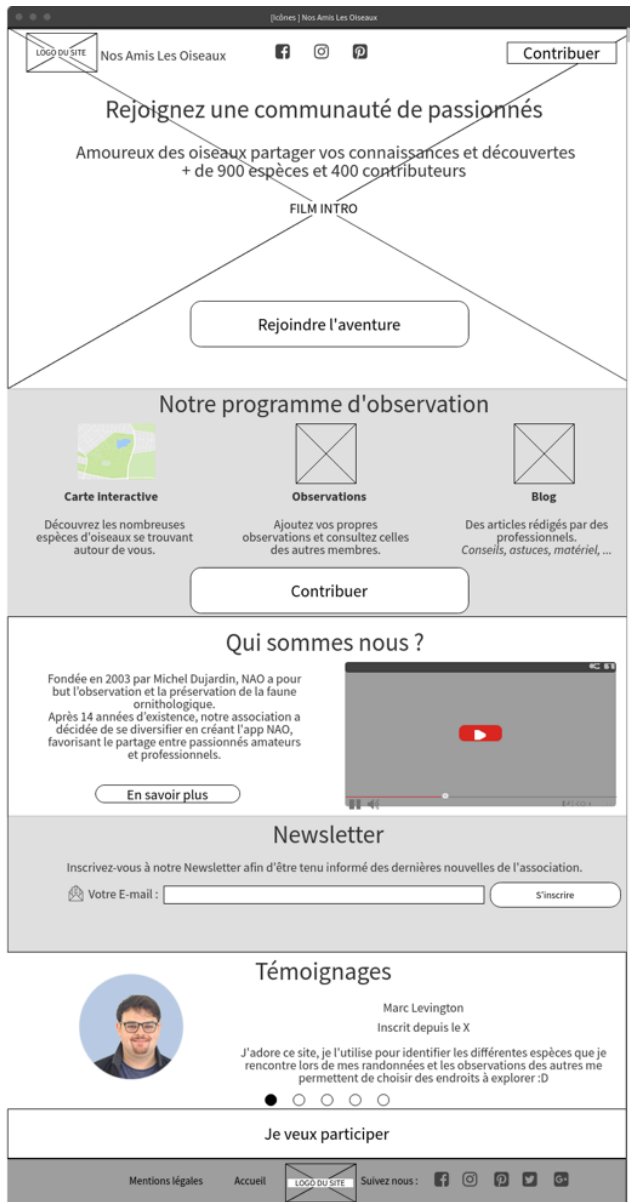 [Icônes | Nos Amis Les Oiseaux
LOGO DU SITE
Nos Amis Les Oiseaux
Contribuer
Rejoignez une communauté de passionnés
Amoureux des oiseaux partager vos connaissances et découvertes
+ de 900 espèces et 400 contributeurs
FILM INTRO
Rejoindre l'aventure
Notre programme d'observation
Carte interactive
Découvrez les nombreuses
espèces d'oiseaux se trouvant
autour de vous.
Observations
Ajoutez vos propres
observations et consultez celles
des autres membres.
Blog
Des articles rédigés par des
professionnels.
Conseils, astuces, matériel, ...
Contribuer
Qui sommes nous ?
Fondée en 2003 par Michel Dujardin, NAO a pour
but l'observation et la préservation de la faune
ornithologique.
Après 14 années d'existence, notre association a
décidée de se diversifier en créant l'app NAO,
favorisant le partage entre passionnés amateurs
et professionnels.
En savoir plus
Newsletter
Inscrivez-vous à notre Newsletter afin d'être tenu informé des dernières nouvelles de l'association.
Votre E-mail :
S'inscrire
Témoignages
Marc Levington
Inscrit depuis le X
J'adore ce site, je l'utilise pour identifier les différentes espèces que je
rencontre lors de mes randonnées et les observations des autres me
permettent de choisir des endroits à explorer :D
Je veux participer
Mentions légales
Accueil
LOGO DU SITE
Suivez nous :